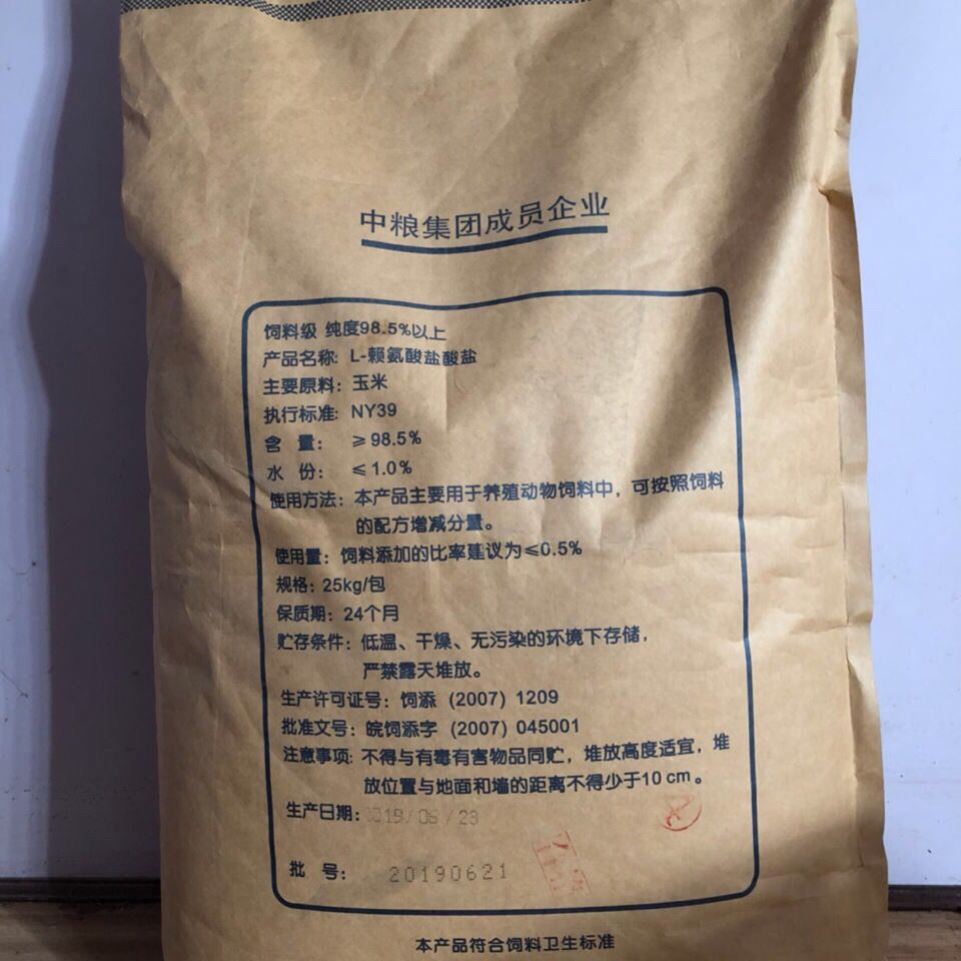 中粮集团成员企业
饲料级 纯度98.5%以上
产品名称: L-赖氨酸盐酸盐
主要原料: 玉米
执行标准: NY39
含 量: ≥98.5%
水 份: ≤1.0%
使用方法: 本产品主要用于养殖动物饲料中，可按照饲料
的配方增减分量。
使用量: 饲料添加的比率建议为≤0.5%
规格: 25kg/包
保质期: 24个月
贮存条件: 低温、干燥、无污染的环境下存储，
严禁露天堆放。
生产许可证号: 饲添 (2007) 1209
批准文号: 皖饲添字 (2007) 045001
注意事项: 不得与有毒有害物品同贮，堆放高度适宜，堆
放位置与地面和墙的距离不得少于10cm。
生产日期: 2019/06/23
批 号: 20190621
本产品符合饲料卫生标准